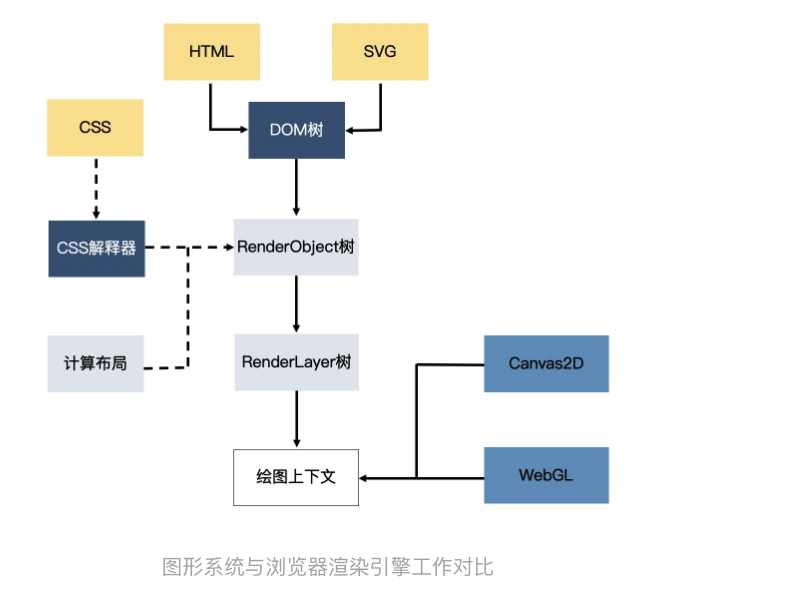 HTML
SVG
CSS
DOM树
CSS解释器
RenderObject树
计算布局
RenderLayer树
Canvas2D
绘图上下文
WebGL
图形系统与浏览器渲染引擎工作对比